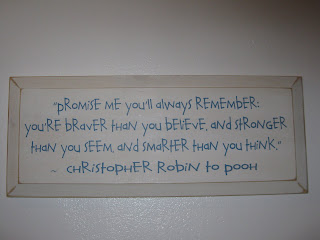 "PROMISE ME you'll always REMEMBER:
you'RE bRavER than you bEliEvE, and stRongER
than you sEEM, and smaRtER than you think."
~ ChRistophER Robin to pooh